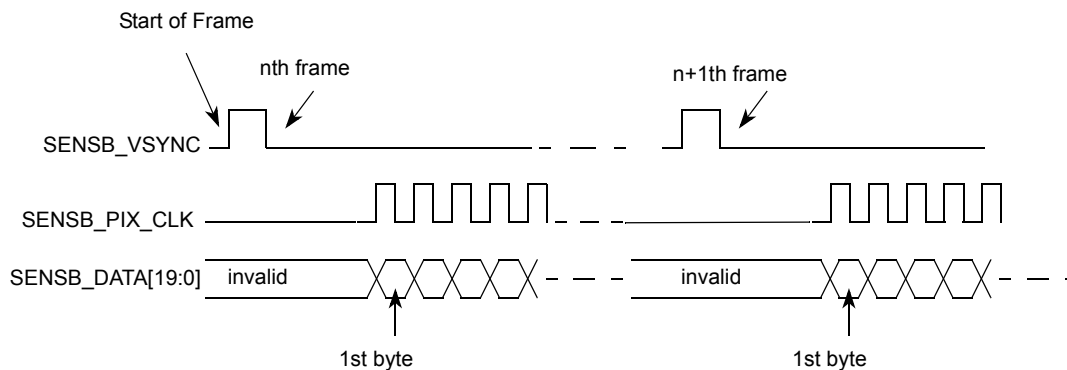 Start of Frame
nth frame
n+1th frame
SENSB_VSYNC
SENSB_PIX_CLK
SENSB_DATA[19:0]
invalid
invalid
1st byte
1st byte